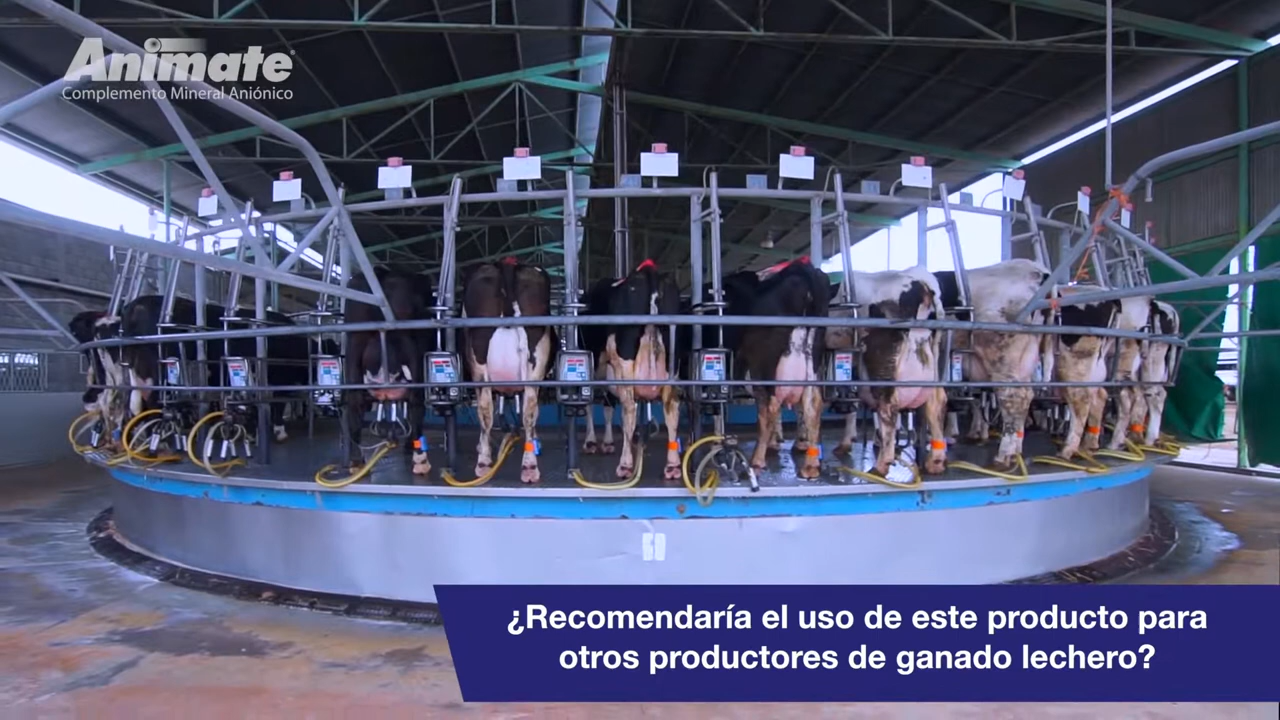 Animate®
Complemento Mineral Aniónico
¿Recomendaría el uso de este producto para
otros productores de ganado lechero?